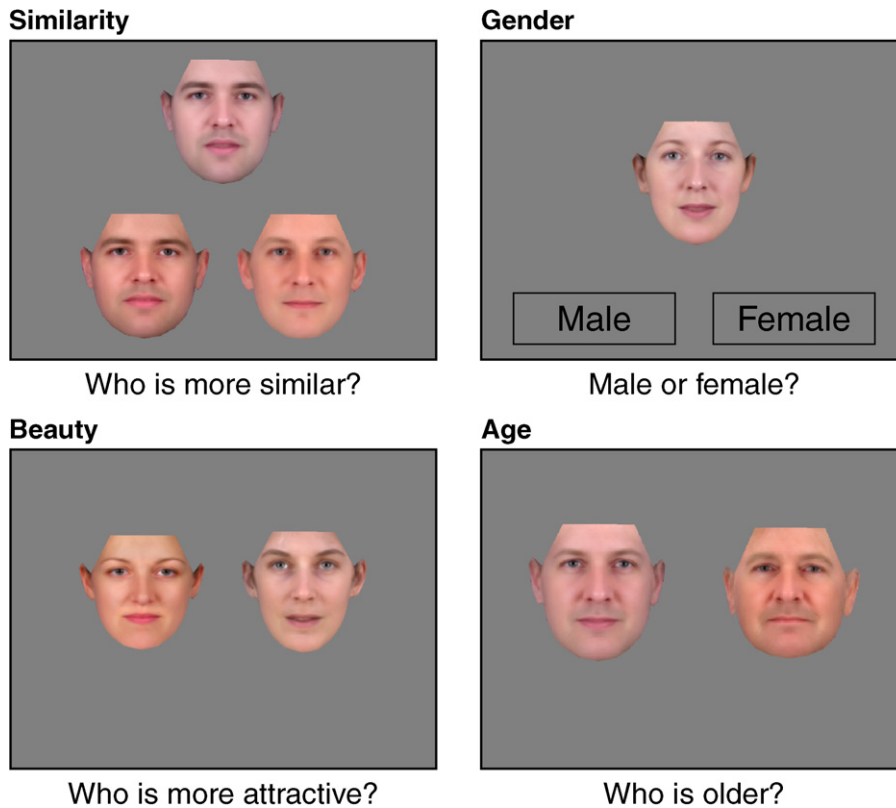 Similarity
Who is more similar?
Gender
Male
Female
Male or female?
Beauty
Who is more attractive?
Age
Who is older?